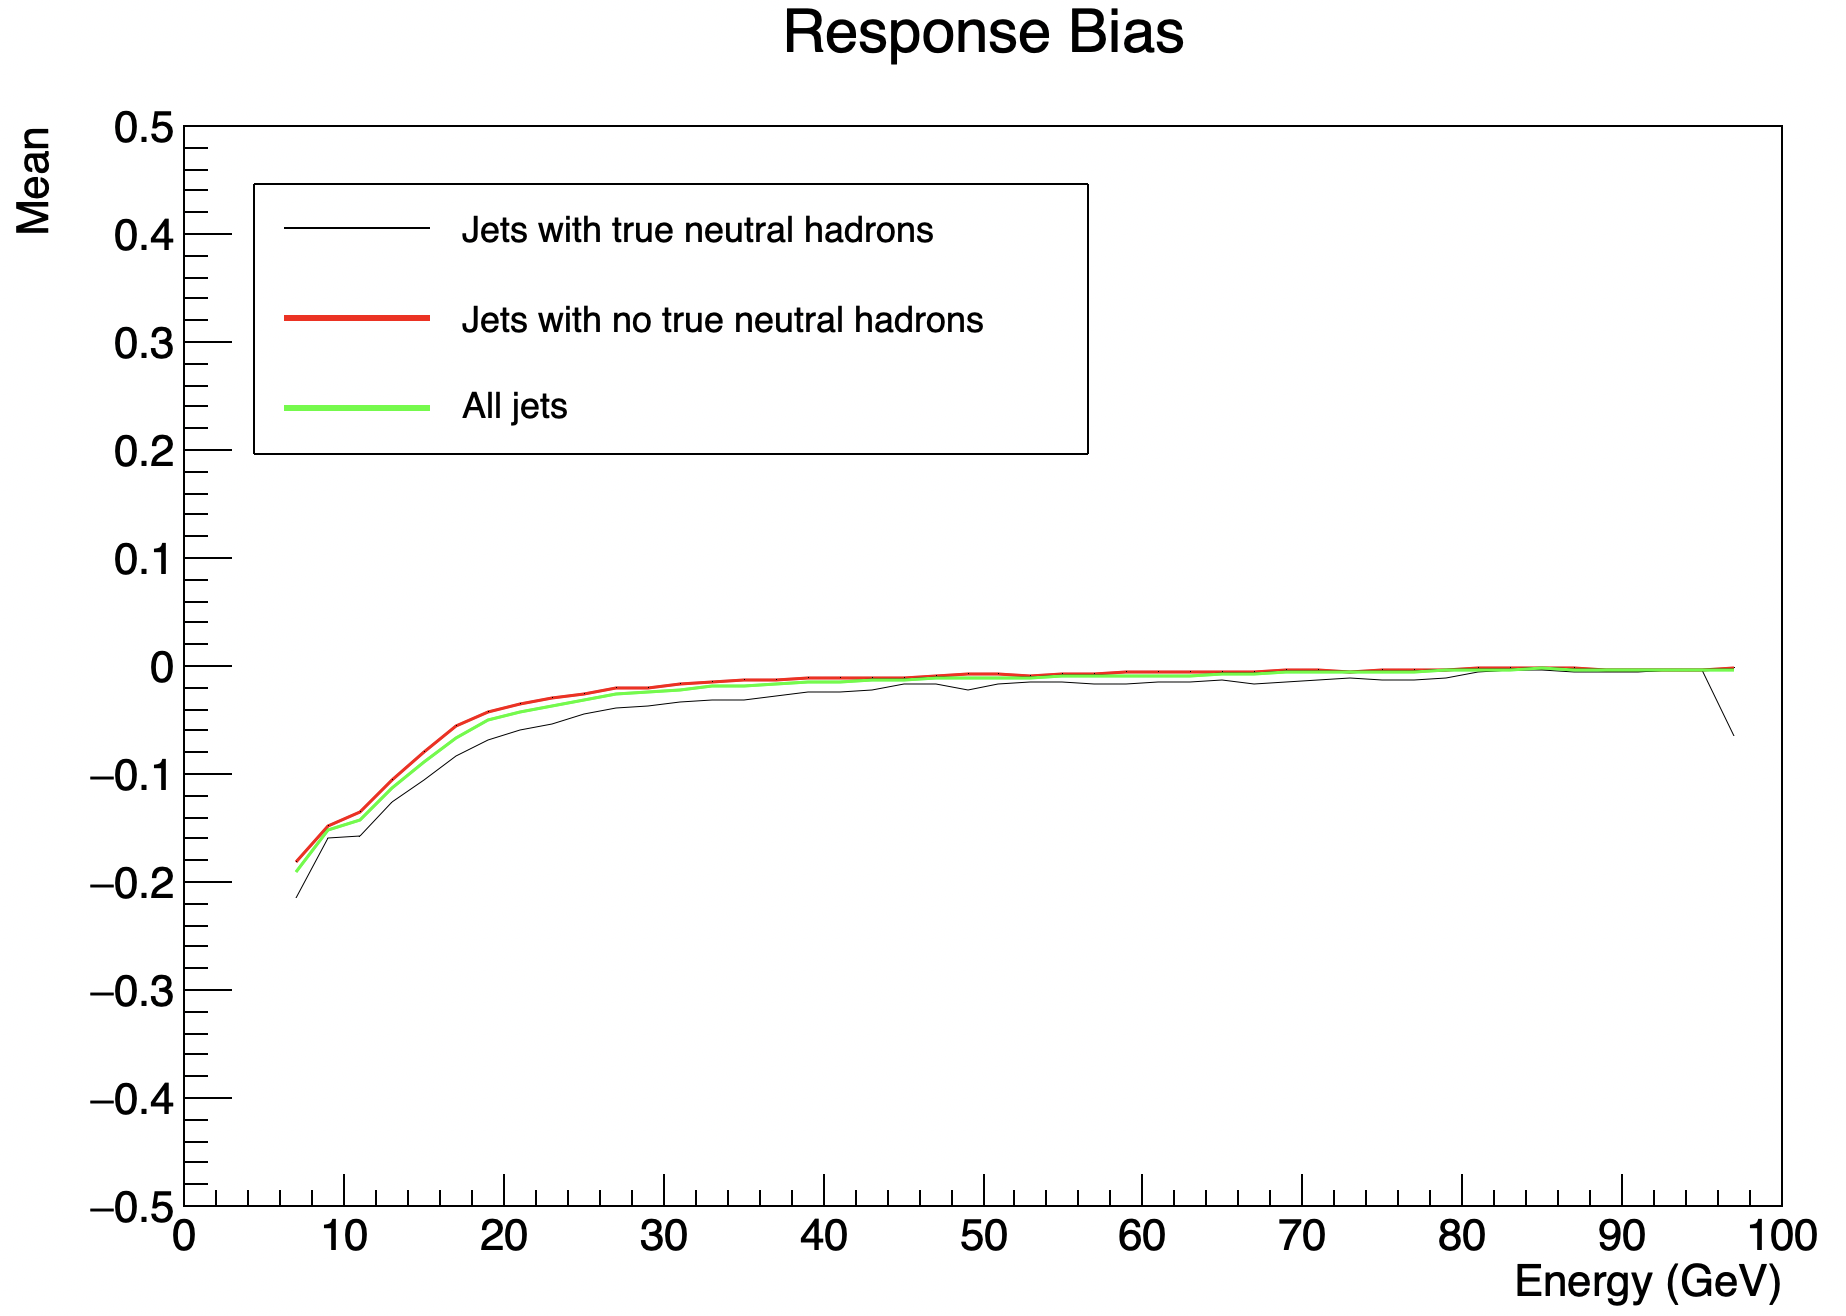 Response Bias
Mean
0.5
0.4
0.3
0.2
0.1
0
−0.1
−0.2
−0.3
−0.4
−0.5
Jets with true neutral hadrons
Jets with no true neutral hadrons
All jets
0 10 20 30 40 50 60 70 80 90 100
Energy (GeV)